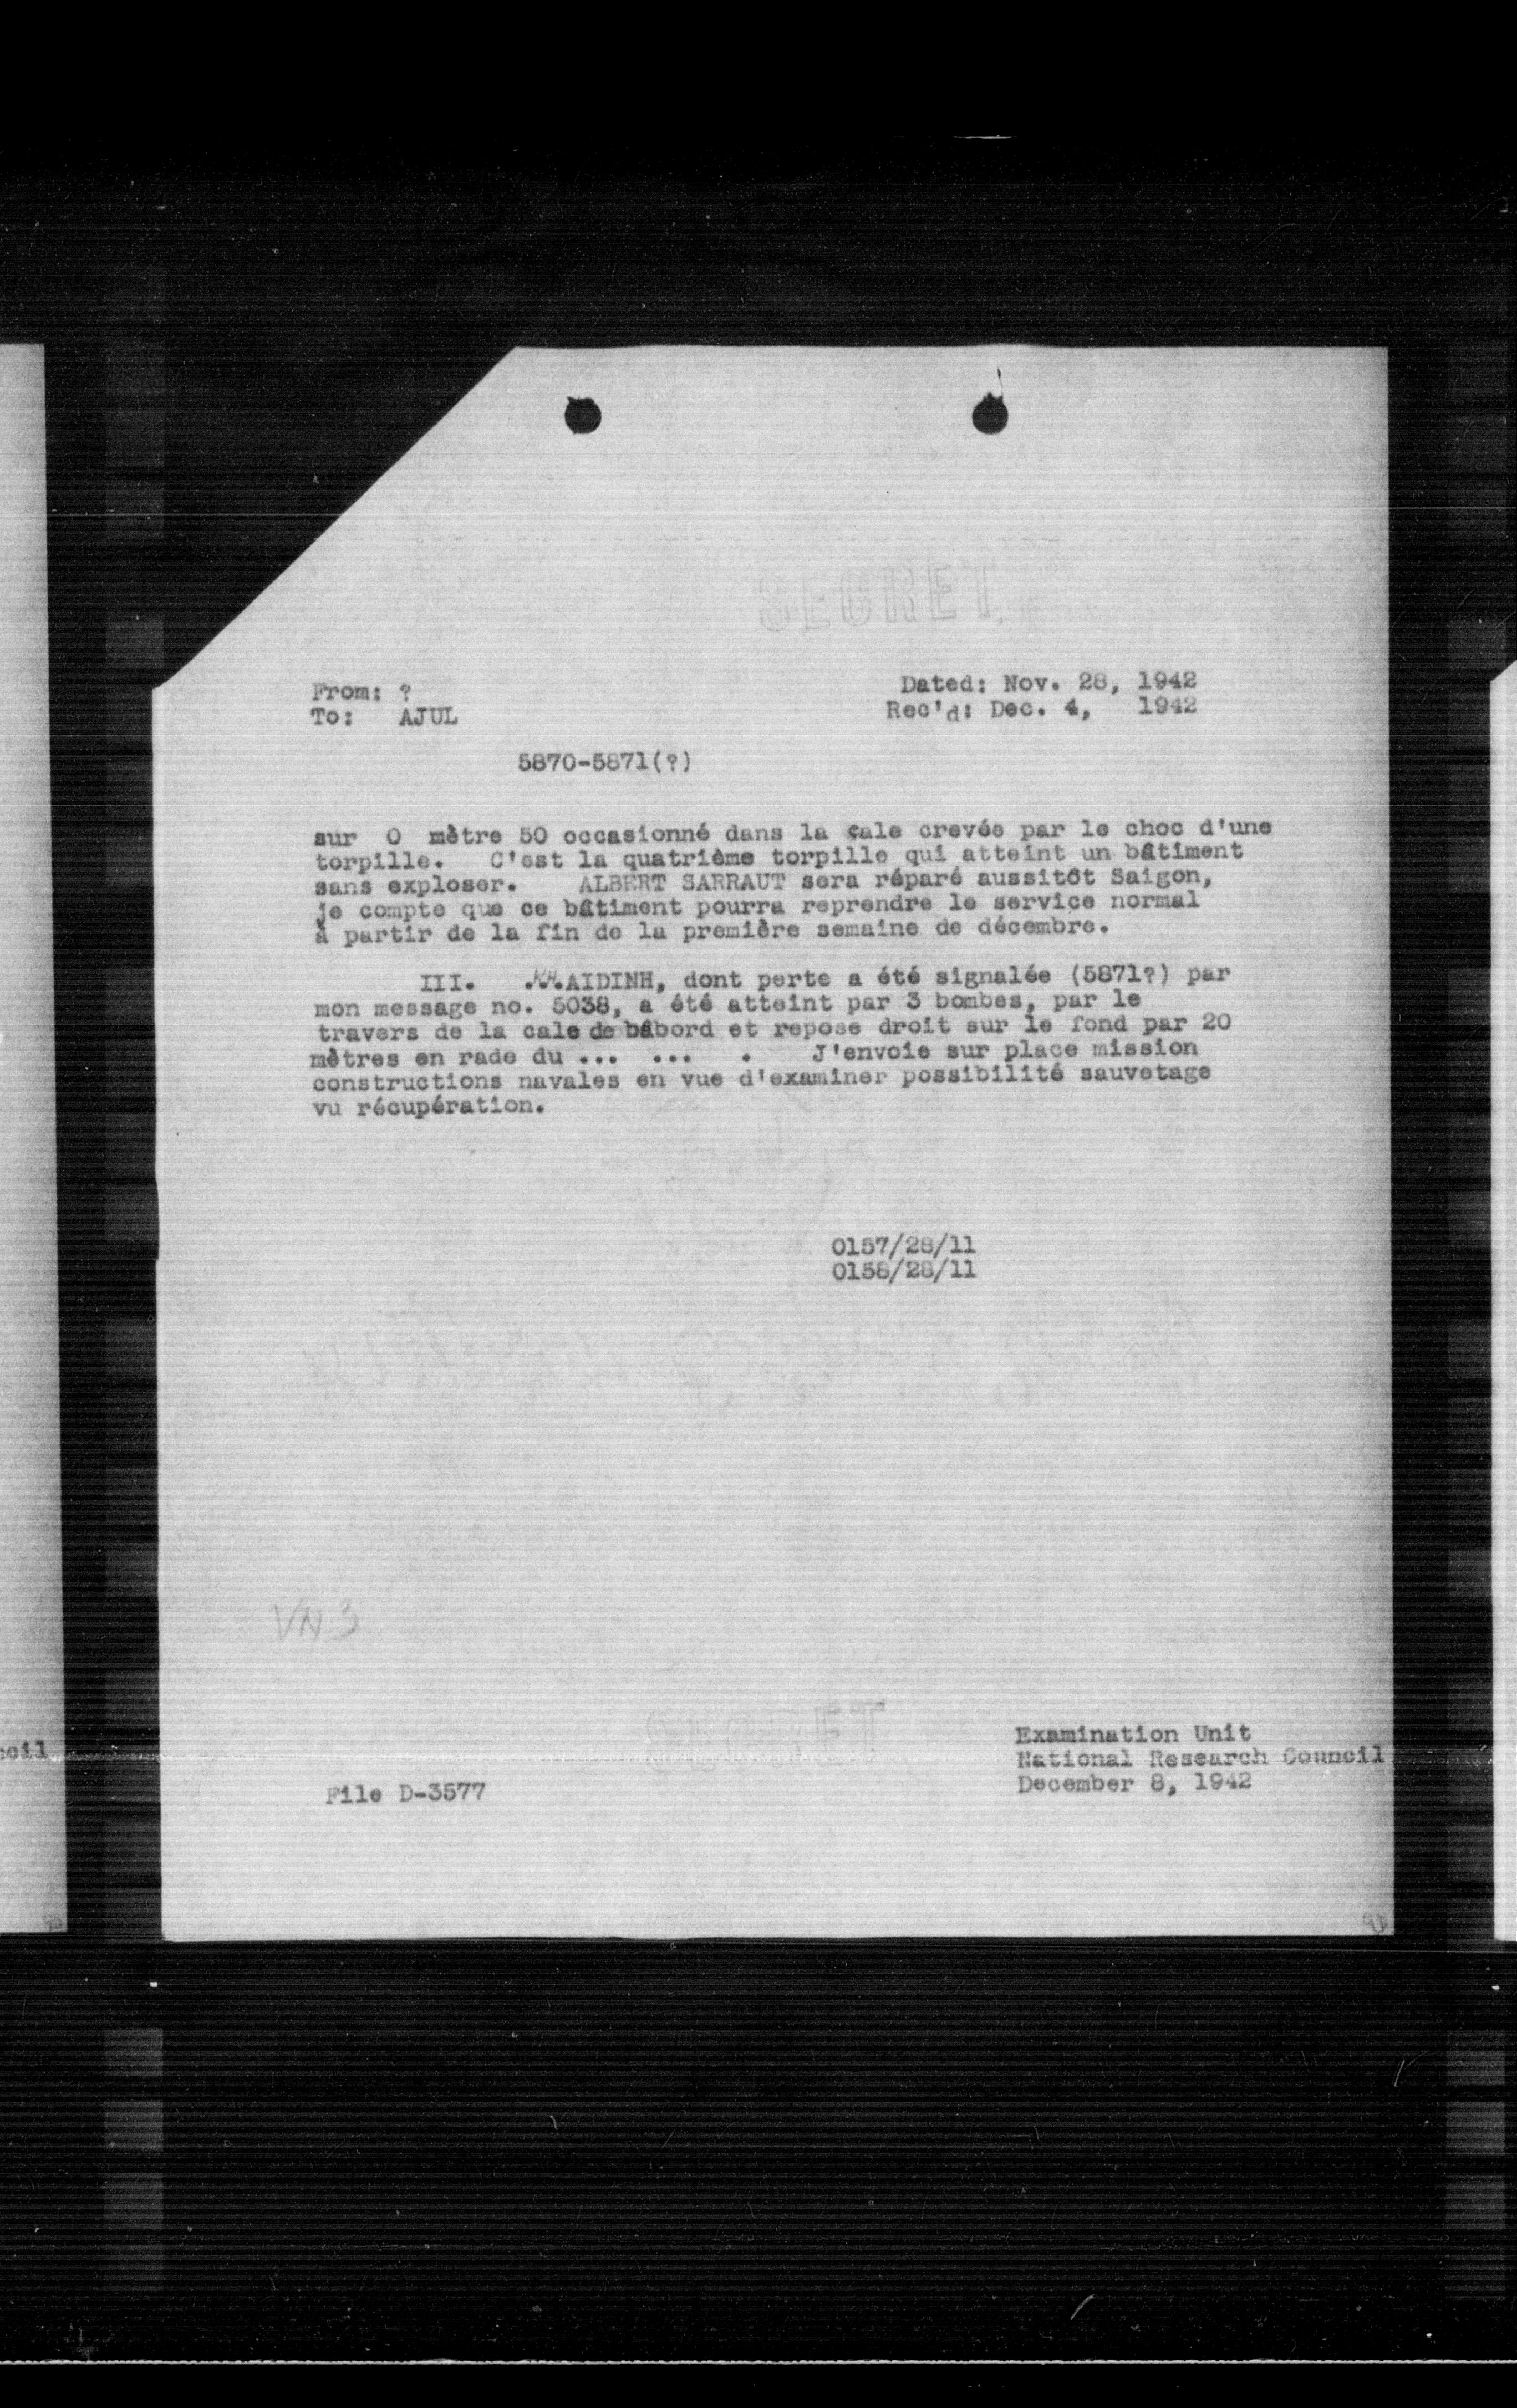 SECRET
From: ?
To: AJUL
Dated: Nov. 28, 1942
Rec'd: Dec. 4, 1942
5870-5871(?)
sur 0 mètre 50 occasionné dans la cale crevée par le choc d'une
torpille. C'est la quatrième torpille qui atteint un bâtiment
sans exploser. ALBERT SARRAUT sera réparé aussitôt Saigon,
je compte que ce bâtiment pourra reprendre le service normal
à partir de la fin de la première semaine de décembre.
III. .AIDINH, dont perte a été signalée (5871?) par
mon message no. 5038, a été atteint par 3 bombes, par le
travers de la cale de bâbord et repose droit sur le fond par 20
mètres en rade du ... ... . J'envoie sur place mission
constructions navales en vue d'examiner possibilité sauvetage
vu récupération.
0157/28/11
0158/28/11
VN3
SECRET
Examination Unit
National Research Council
December 8, 1942
File D-3577